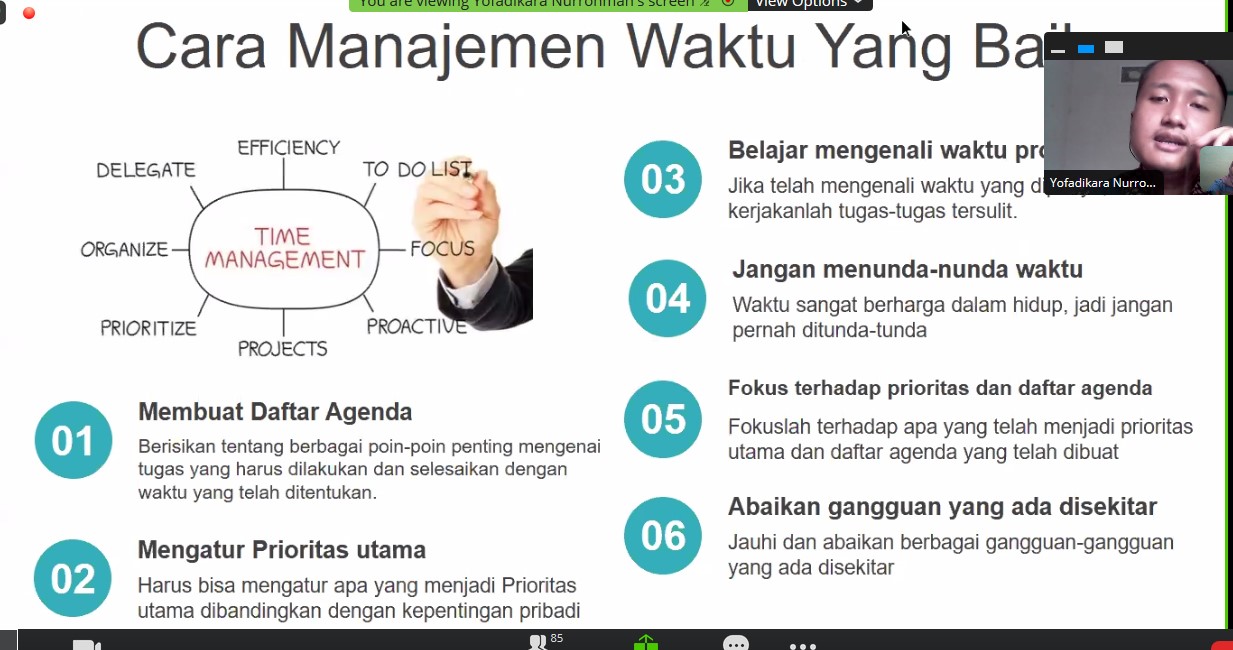 You are viewing Yofadikara Nurrohman's screen
View Options
Cara Manajemen Waktu Yang
EFFICIENCY
DELEGATE
TO DO LIST
ORGANIZE
TIME
MANAGEMENT
FOCUS
PRIORITIZE
PROACTIVE
PROJECTS
01
Membuat Daftar Agenda
Berisikan tentang berbagai poin-poin penting mengenai
tugas yang harus dilakukan dan selesaikan dengan
waktu yang telah ditentukan.
02
Mengatur Prioritas utama
Harus bisa mengatur apa yang menjadi Prioritas
utama dibandingkan dengan kepentingan pribadi
03
Belajar mengenali waktu
Jika telah mengenali waktu yang
kerjakanlah tugas-tugas tersulit.
04
Jangan menunda-nunda waktu
Waktu sangat berharga dalam hidup, jadi jangan
pernah ditunda-tunda
05
Fokus terhadap prioritas dan daftar agenda
Fokuslah terhadap apa yang telah menjadi prioritas
utama dan daftar agenda yang telah dibuat
06
Abaikan gangguan yang ada disekitar
Jauhi dan abaikan berbagai gangguan-gangguan
yang ada disekitar
Yofadikara Nurro...
85